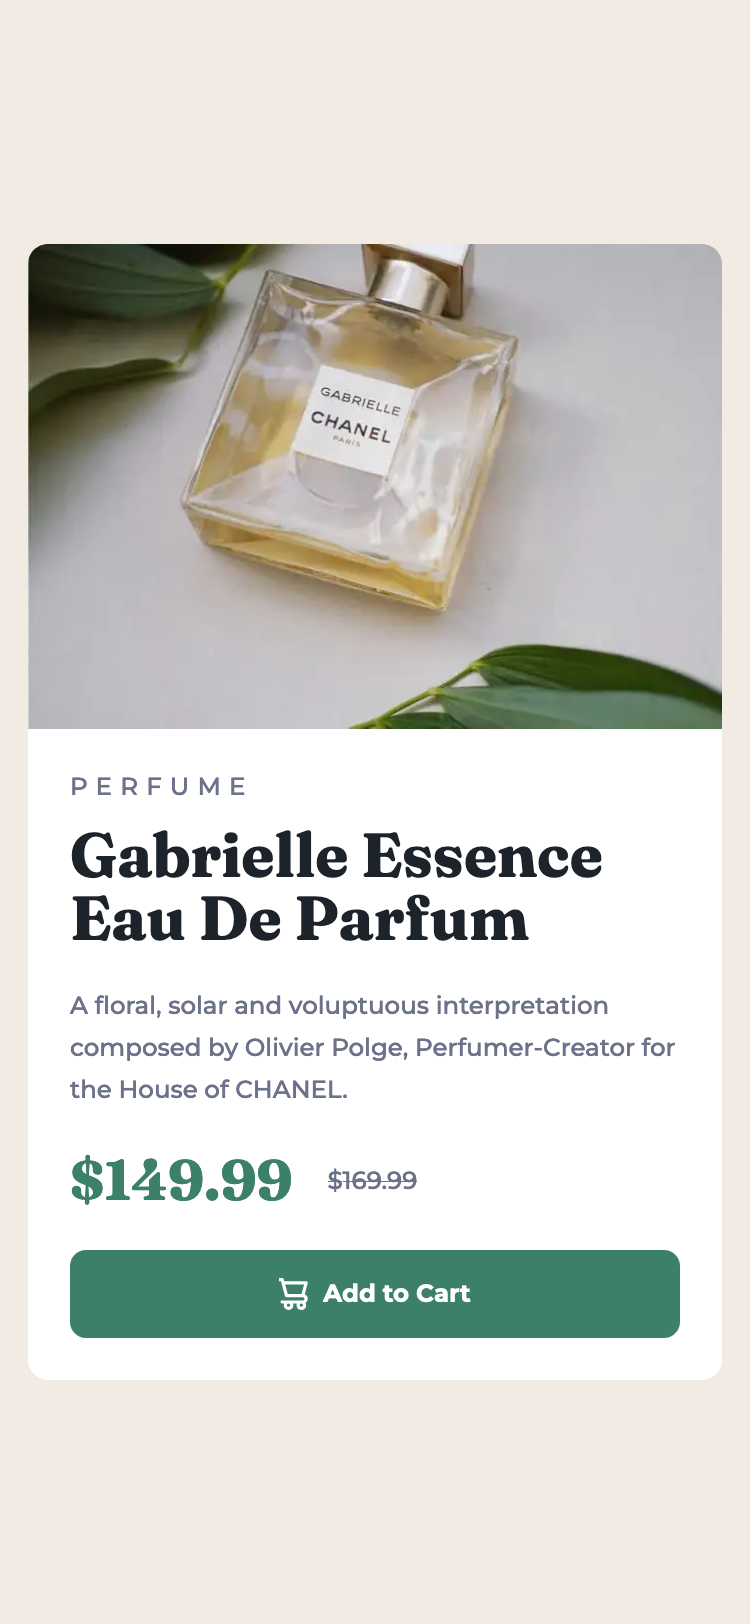 GABRIELLE
CHANEL
PARIS
PERFUME
Gabrielle Essence
Eau De Parfum
A floral, solar and voluptuous interpretation
composed by Olivier Polge, Perfumer-Creator for
the House of CHANEL.
$149.99 $169.99
Add to Cart